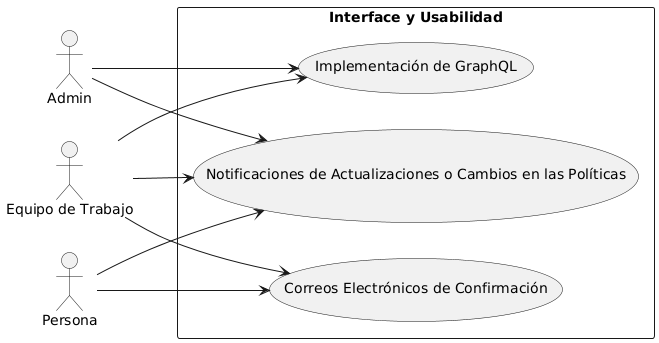 Interface y Usabilidad
Admin
Implementación de GraphQL
Equipo de Trabajo
Notificaciones de Actualizaciones o Cambios en las Políticas
Persona
Correos Electrónicos de Confirmación